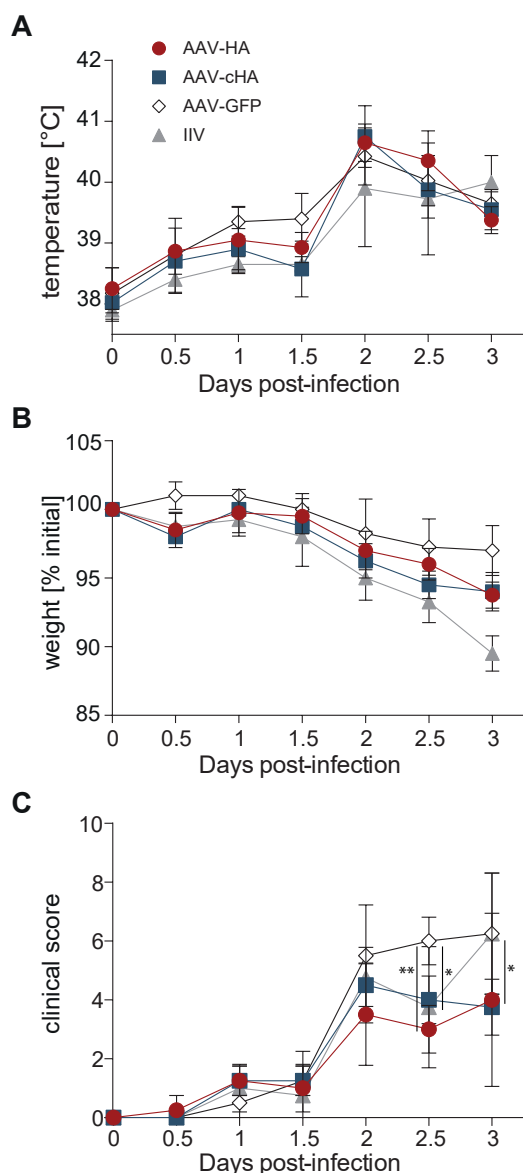 A
AAV-HA
AAV-cHA
AAV-GFP
IIV
temperature [°C]
42
41
40
39
38
0 0.5 1 1.5 2 2.5 3
Days post-infection
B
weight [% initial]
105
100
95
90
85
0 0.5 1 1.5 2 2.5 3
Days post-infection
C
clinical score
10
8
6
4
2
0
** * *
0 0.5 1 1.5 2 2.5 3
Days post-infection